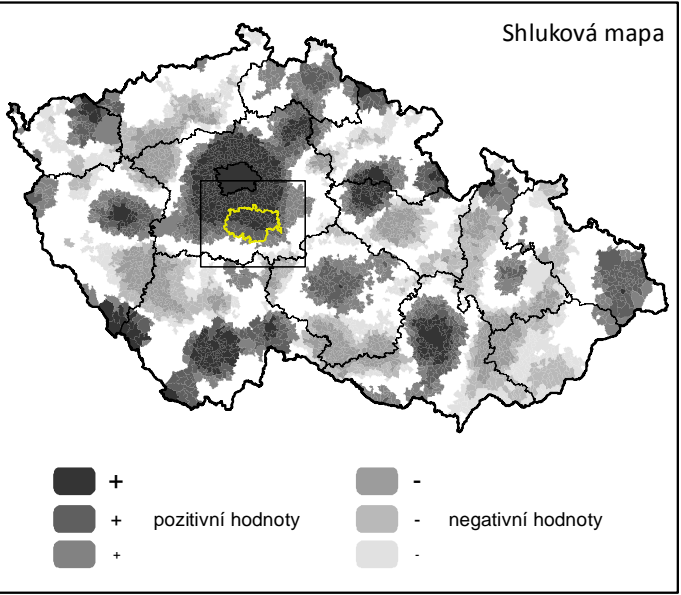 Shluková mapa
+ -
+ pozitivní hodnoty - negativní hodnoty
+ -